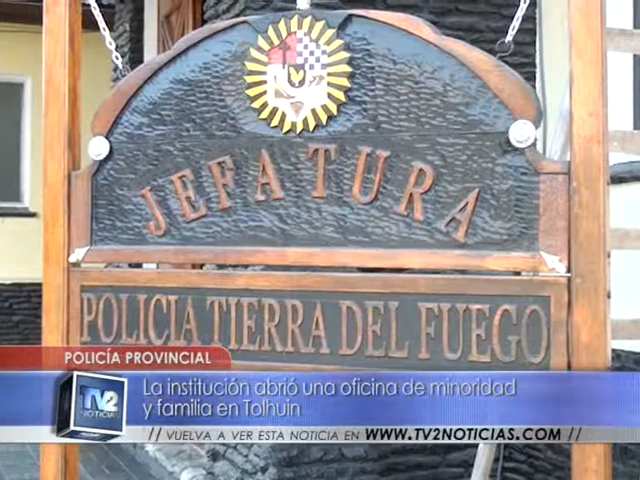 JEFATURA
POLICIA TIERRA DEL FUEGO
POLICÍA PROVINCIAL
La institución abrió una oficina de minoridad
y familia en Tolhuin
TV2
NOTICIAS
// VUELVA A VER ESTA NOTICIA EN WWW.TV2NOTICIAS.COM //